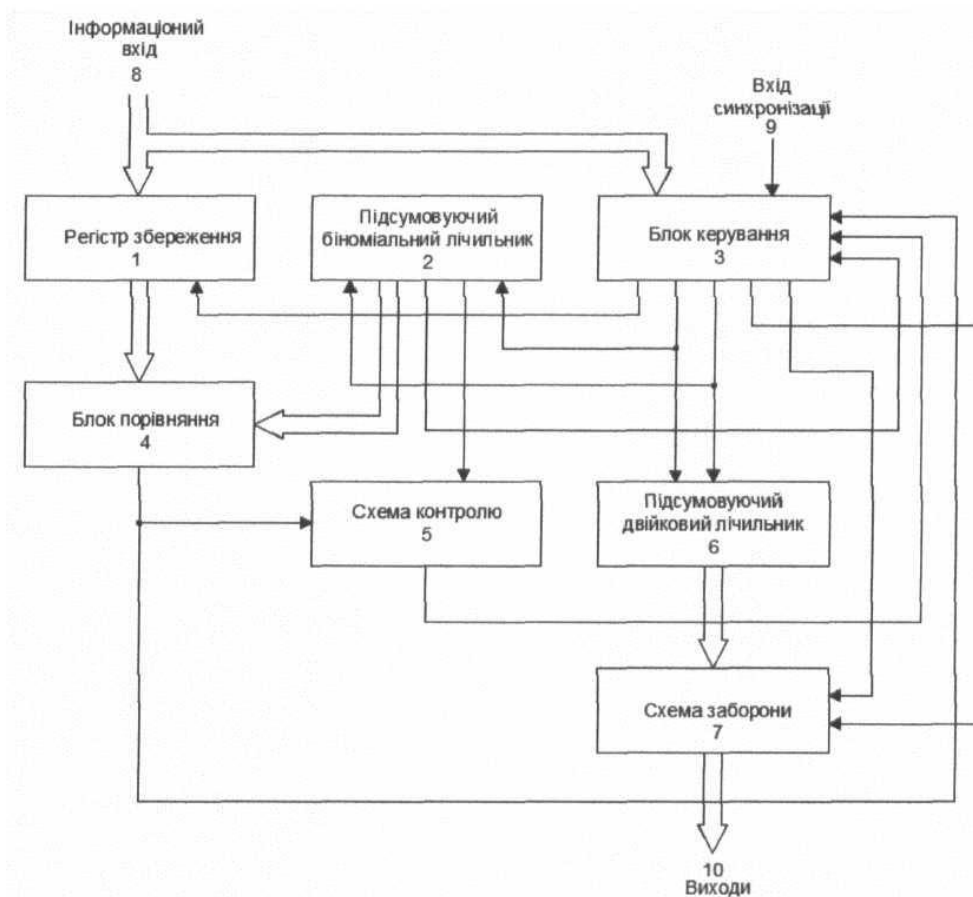 Інформаціоний
вхід
8
Вхід
синхронізації
9
Регістр збереження
1
Підсумовуючий
біноміальний лічильник
2
Блок керування
3
Блок порівняння
4
Схема контролю
5
Підсумовуючий
двійковий лічильник
6
Схема заборони
7
10
Виходи